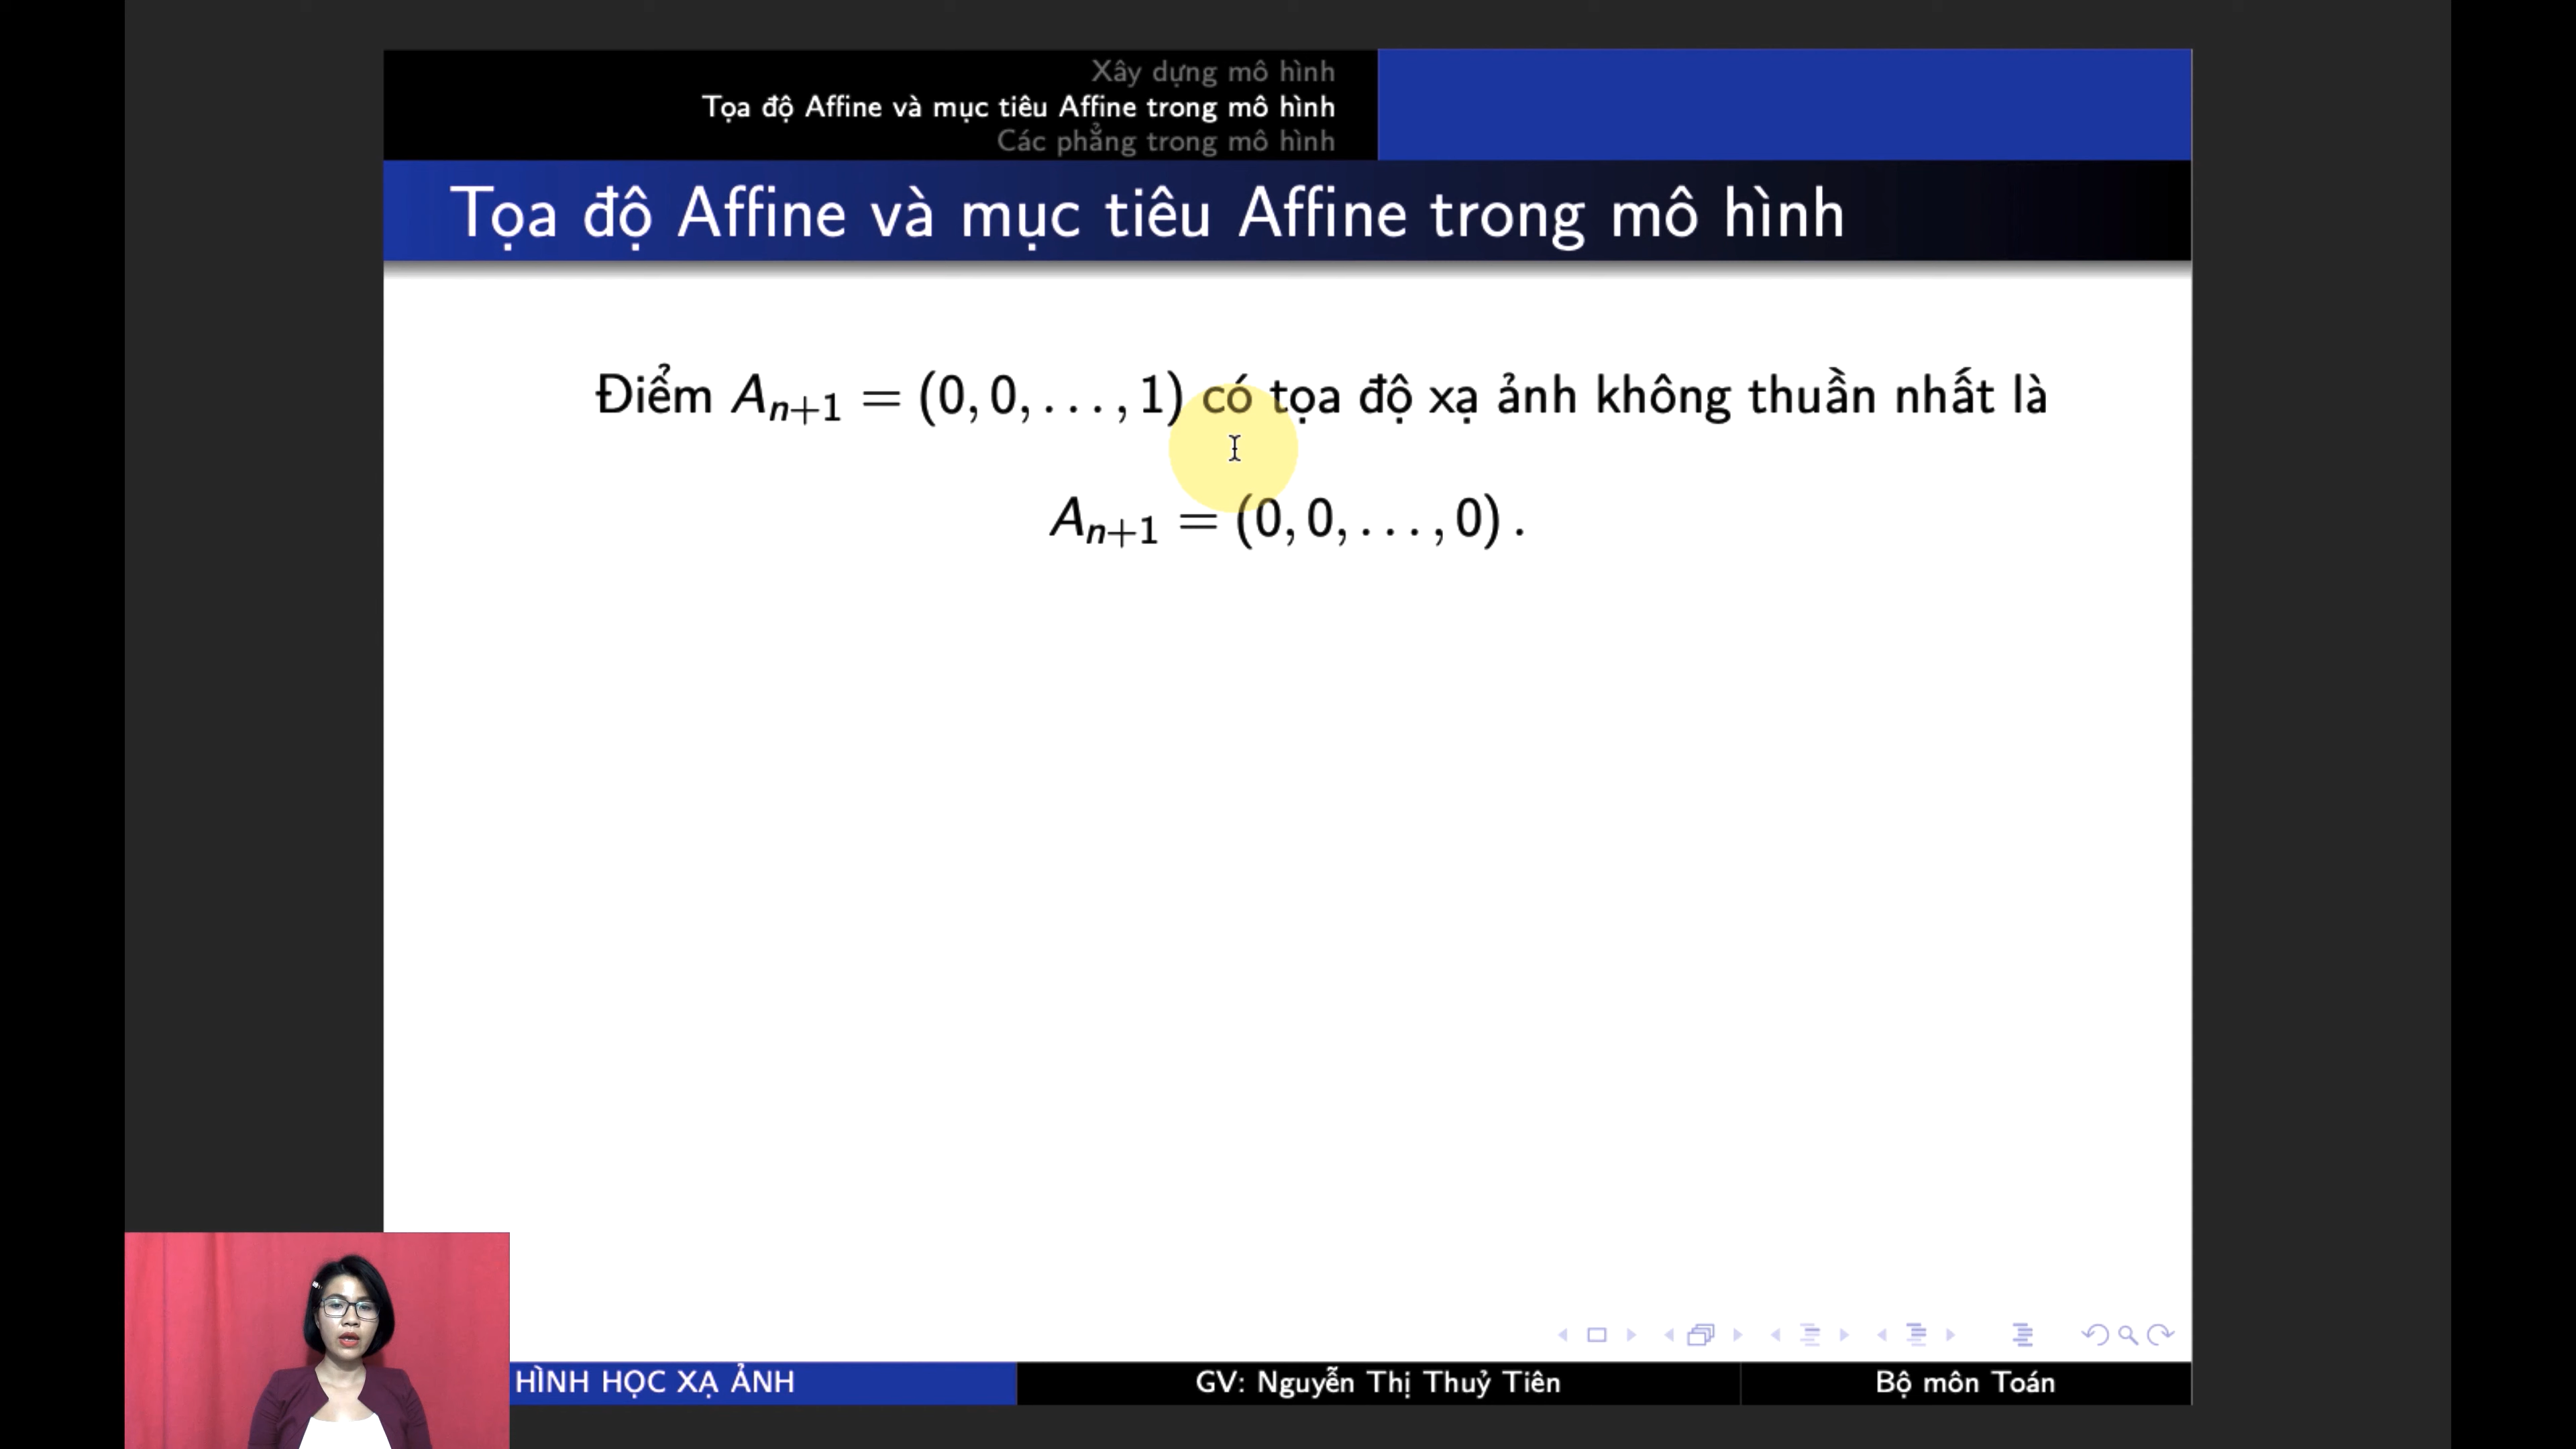 Xây dựng mô hình
Tọa độ Affine và mục tiêu Affine trong mô hình
Các phẳng trong mô hình
Tọa độ Affine và mục tiêu Affine trong mô hình
Điểm Aₙ₊₁ = (0, 0, . . . , 1) có tọa độ xạ ảnh không thuần nhất là
Aₙ₊₁ = (0, 0, . . . , 0) .
HÌNH HỌC XẠ ẢNH
GV: Nguyễn Thị Thuỷ Tiên
Bộ môn Toán